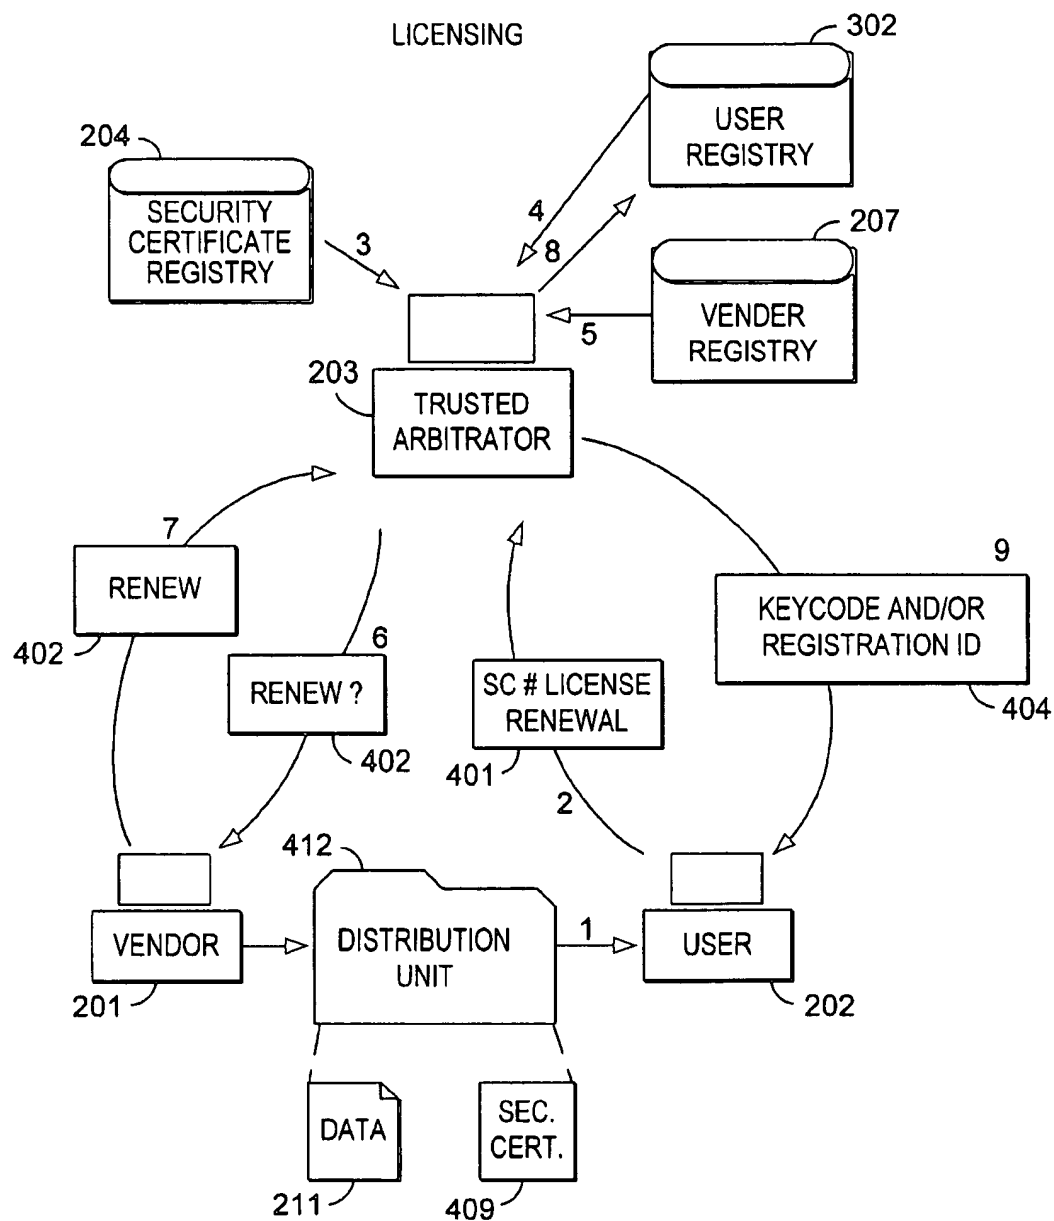 LICENSING
302
USER
REGISTRY
204
SECURITY
CERTIFICATE
REGISTRY
3
4
8
207
VENDER
REGISTRY
5
203
TRUSTED
ARBITRATOR
7
RENEW
402
6
RENEW ?
402
SC # LICENSE
RENEWAL
401
2
9
KEYCODE AND/OR
REGISTRATION ID
404
412
VENDOR
201
DISTRIBUTION
UNIT
1
USER
202
DATA
211
SEC.
CERT.
409